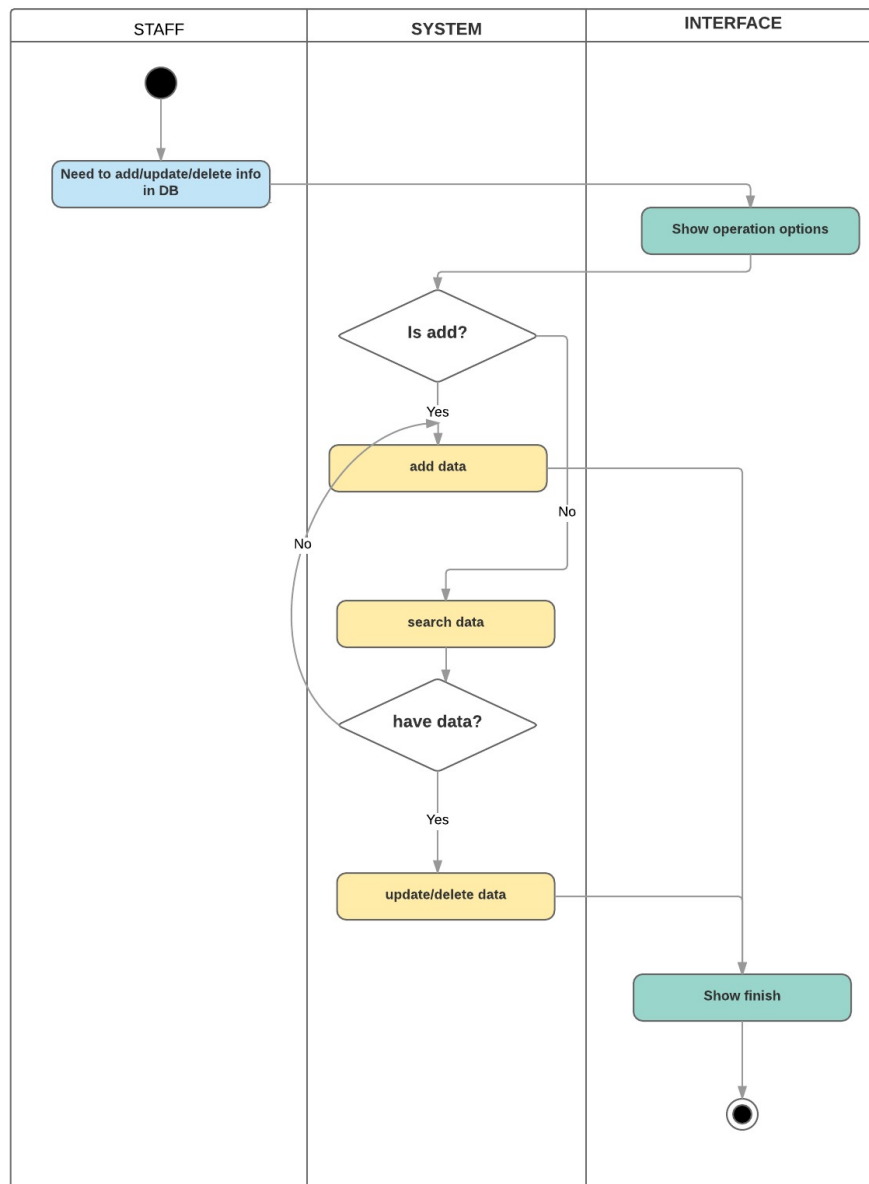 STAFF
SYSTEM
INTERFACE
Need to add/update/delete info
in DB
Show operation options
Is add?
Yes
add data
No
No
search data
have data?
Yes
update/delete data
Show finish